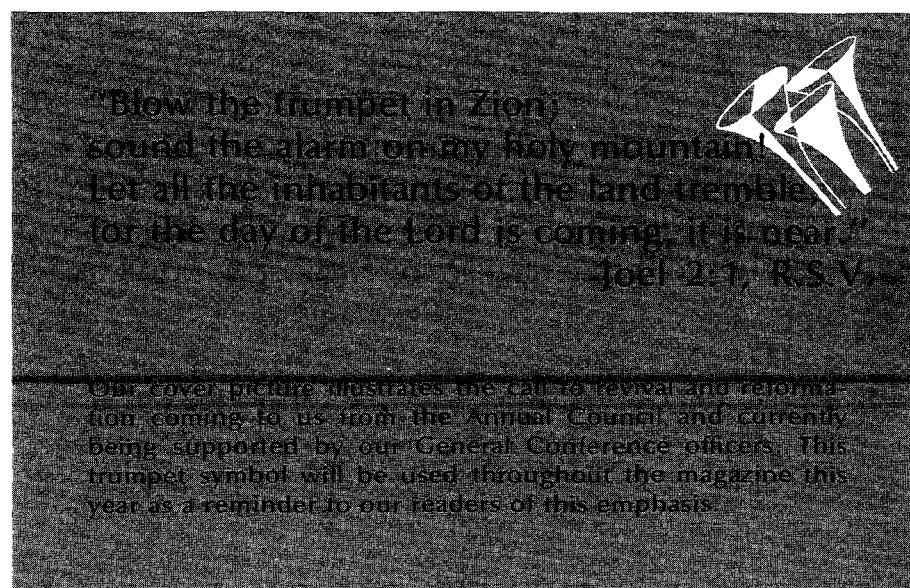 "Blow the trumpet in Zion;
sound the alarm on my holy mountain!
Let all the inhabitants of the land tremble,
for the day of the Lord is coming, it is near."
Joel 2:1, R.S.V.
Our cover picture illustrates the call to revival and reforma-
tion coming to us from the Annual Council and currently
being supported by our General Conference officers. This
trumpet symbol will be used throughout the magazine this
year as a reminder to our readers of this emphasis.